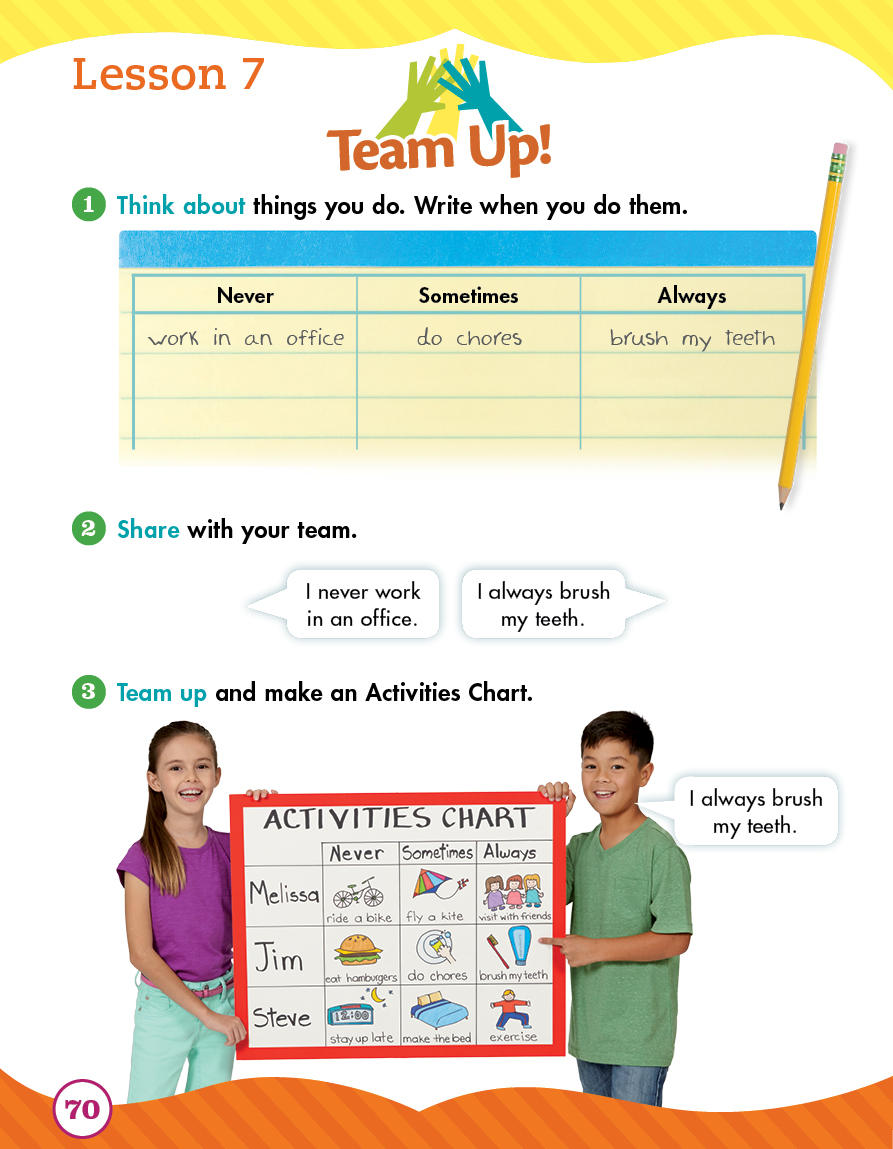 Lesson 7
Team Up!
1 Think about things you do. Write when you do them.
Never Sometimes Always
work in an office do chores brush my teeth
2 Share with your team.
I never work
in an office.
I always brush
my teeth.
3 Team up and make an Activities Chart.
I always brush
my teeth.
ACTIVITIES CHART
Never Sometimes Always
Melissa
ride a bike fly a kite visit with friends
Jim
eat hamburgers do chores brush my teeth
Steve
12:00
stay up late make the bed exercise
70